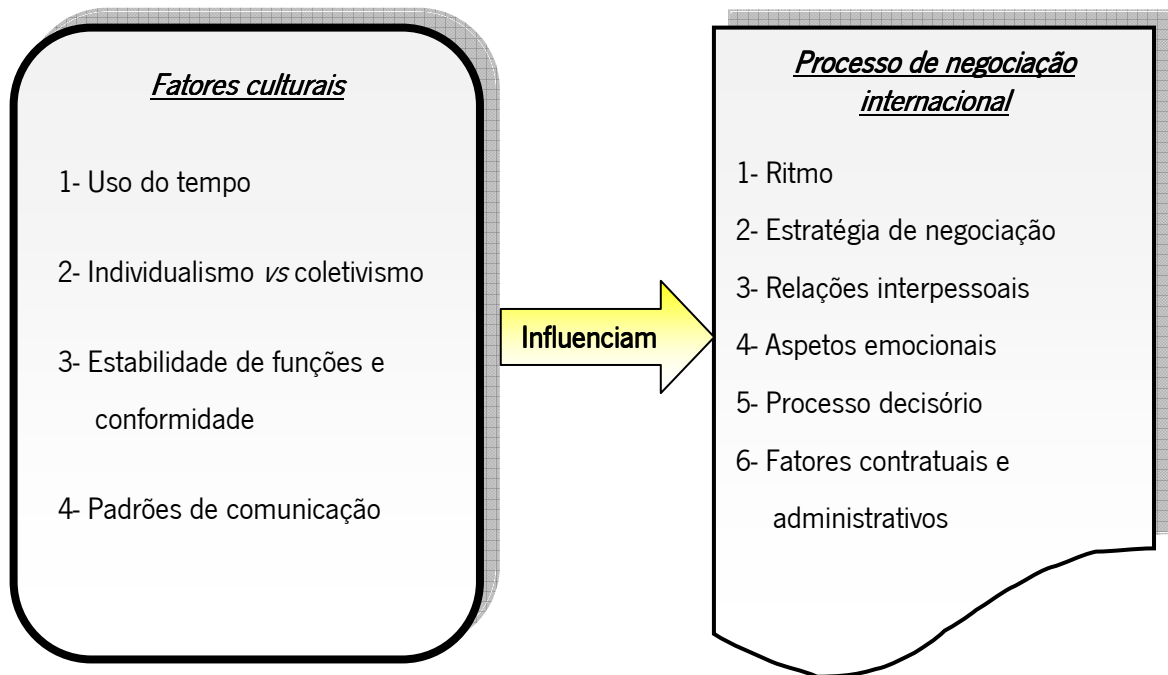 Fatores culturais
1- Uso do tempo
2- Individualismo vs coletivismo
3- Estabilidade de funções e
conformidade
4- Padrões de comunicação
Influenciam
Processo de negociação
internacional
1- Ritmo
2- Estratégia de negociação
3- Relações interpessoais
4- Aspetos emocionais
5- Processo decisório
6- Fatores contratuais e
administrativos